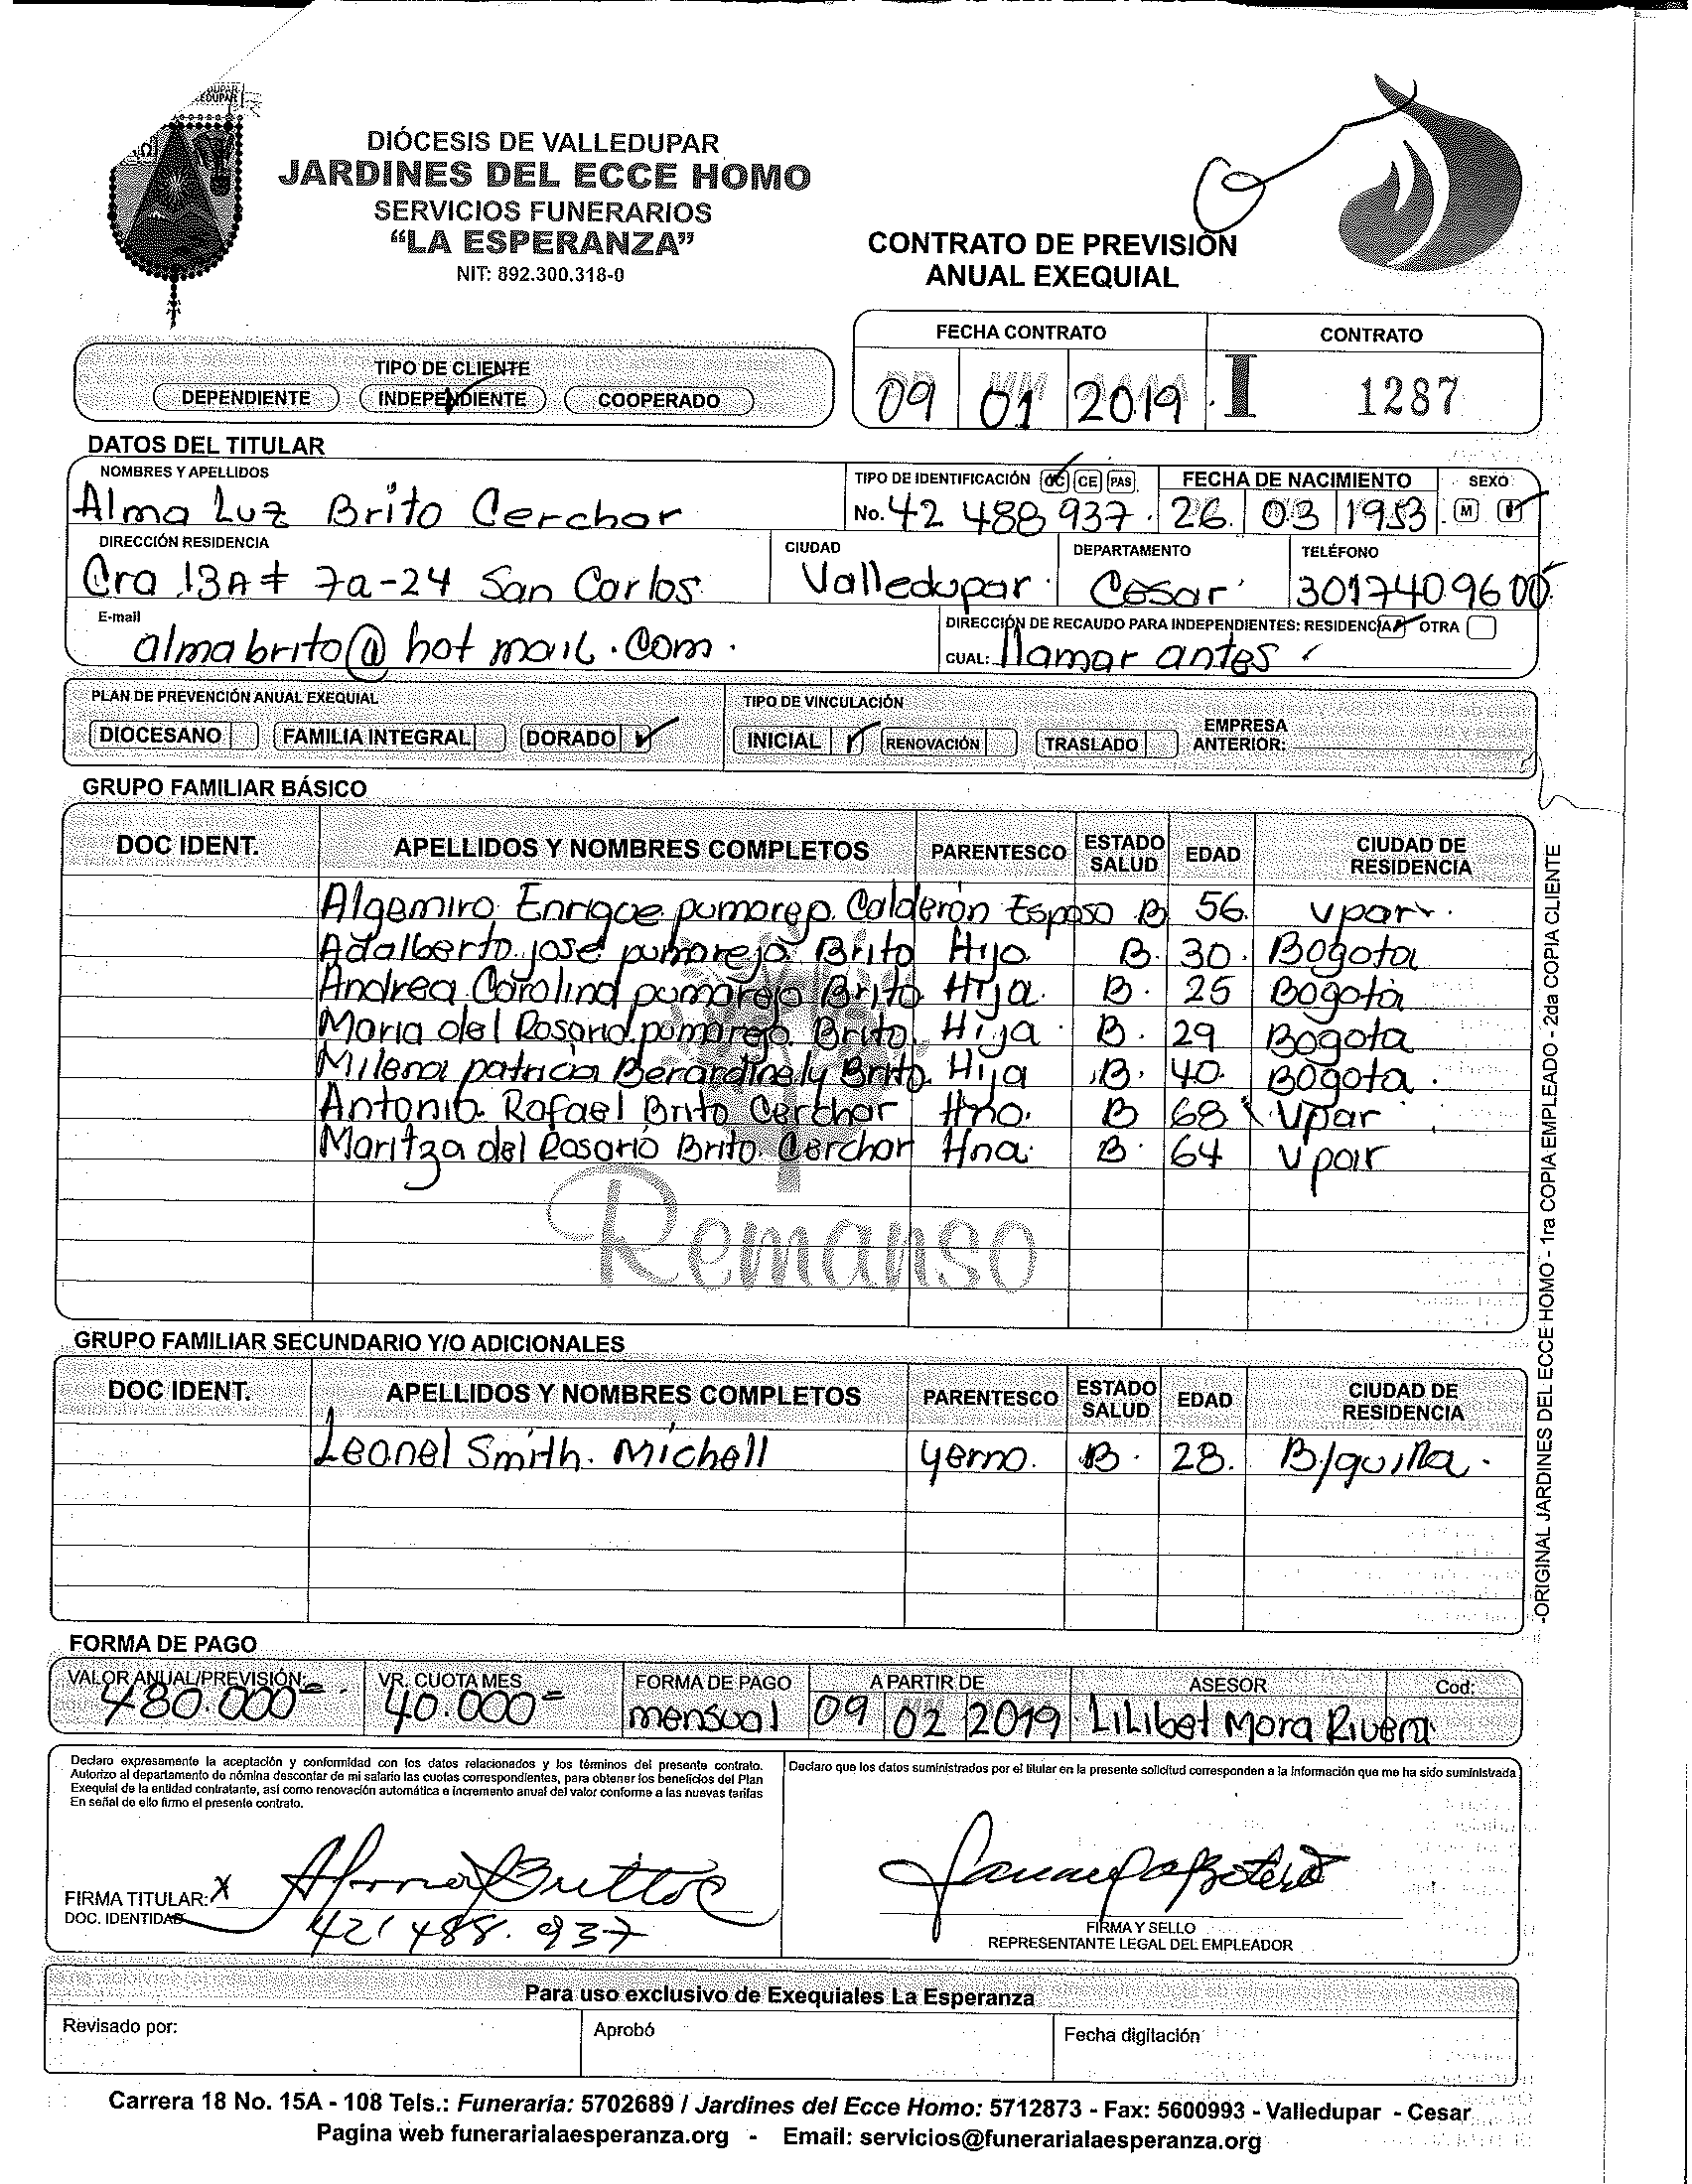 DIÓCESIS DE VALLEDUPAR
JARDINES DEL ECCE HOMO
SERVICIOS FUNERARIOS
“LA ESPERANZA”
NIT: 892.300.318-0
CONTRATO DE PREVISIÓN
ANUAL EXEQUIAL
FECHA CONTRATO CONTRATO
09 01 2019 I 1287
TIPO DE CLIENTE
DEPENDIENTE INDEPENDIENTE COOPERADO
DATOS DEL TITULAR
NOMBRES Y APELLIDOS TIPO DE IDENTIFICACIÓN CC CE PAS FECHA DE NACIMIENTO SEXO
Alma Luz Brito Cerchar No. 42 488 937 26 03 1953 M
DIRECCIÓN RESIDENCIA CIUDAD DEPARTAMENTO TELÉFONO
Cra 13A # 7a-24 San Carlos Valledupar Cesar 3017409600
E-mail DIRECCIÓN DE RECAUDO PARA INDEPENDIENTES: RESIDENCIA OTRA
almabrito@hotmail.com CUAL: llamar antes
PLAN DE PREVENCIÓN ANUAL EXEQUIAL TIPO DE VINCULACIÓN
DIOCESANO FAMILIA INTEGRAL DORADO INICIAL RENOVACIÓN TRASLADO EMPRESA ANTERIOR:
GRUPO FAMILIAR BÁSICO
DOC IDENT. APELLIDOS Y NOMBRES COMPLETOS PARENTESCO ESTADO SALUD EDAD CIUDAD DE RESIDENCIA
Algemiro Enrique pumarejo Calderón Esposo B 56 Vpar
Adalberto jose pumarejo Brito Hijo B. 30 Bogota
Andrea Carolina pumarejo Brito Hija B. 25 Bogota
Maria del Rosario pumarejo Brito Hija B. 29 Bogota
Milena patricia Berardinely Brito Hija B. 40 Bogota
Antonio Rafael Brito Cerchar Hno. B 68 Vpar
Maritza del Rosario Brito Cerchar Hna. B. 64 Vpar
Remanso
GRUPO FAMILIAR SECUNDARIO Y/O ADICIONALES
DOC IDENT. APELLIDOS Y NOMBRES COMPLETOS PARENTESCO ESTADO SALUD EDAD CIUDAD DE RESIDENCIA
Leonel Smith Michell yerno B. 28. B/quilla
FORMA DE PAGO
VALOR ANUAL/PREVISIÓN: VR. CUOTA MES FORMA DE PAGO A PARTIR DE ASESOR Cod:
480.000= 40.000= mensual 09 02 2019 Lilibet Mora Rivera
Declaro expresamente la aceptación y conformidad con los datos relacionados y los términos del presente contrato.
Autorizo al departamento de nómina descontar de mi salario las cuotas correspondientes, para obtener los beneficios del Plan
Exequial de la entidad contratante, así como renovación automática e incremento anual del valor conforme a las nuevas tarifas
En señal de ello firmo el presente contrato.
Declaro que los datos suministrados por el titular en la presente solicitud corresponden a la información que me ha sido suministrada
FIRMA TITULAR: X
DOC. IDENTIDAD 42'488.937
FIRMA Y SELLO
REPRESENTANTE LEGAL DEL EMPLEADOR
Para uso exclusivo de Exequiales La Esperanza
Revisado por: Aprobó Fecha digitación
Carrera 18 No. 15A - 108 Tels.: Funeraria: 5702689 / Jardines del Ecce Homo: 5712873 - Fax: 5600993 - Valledupar - Cesar
Pagina web funerarialaesperanza.org - Email: servicios@funerarialaesperanza.org
-ORIGINAL JARDINES DEL ECCE HOMO - 1ra COPIA EMPLEADO - 2da COPIA CLIENTE